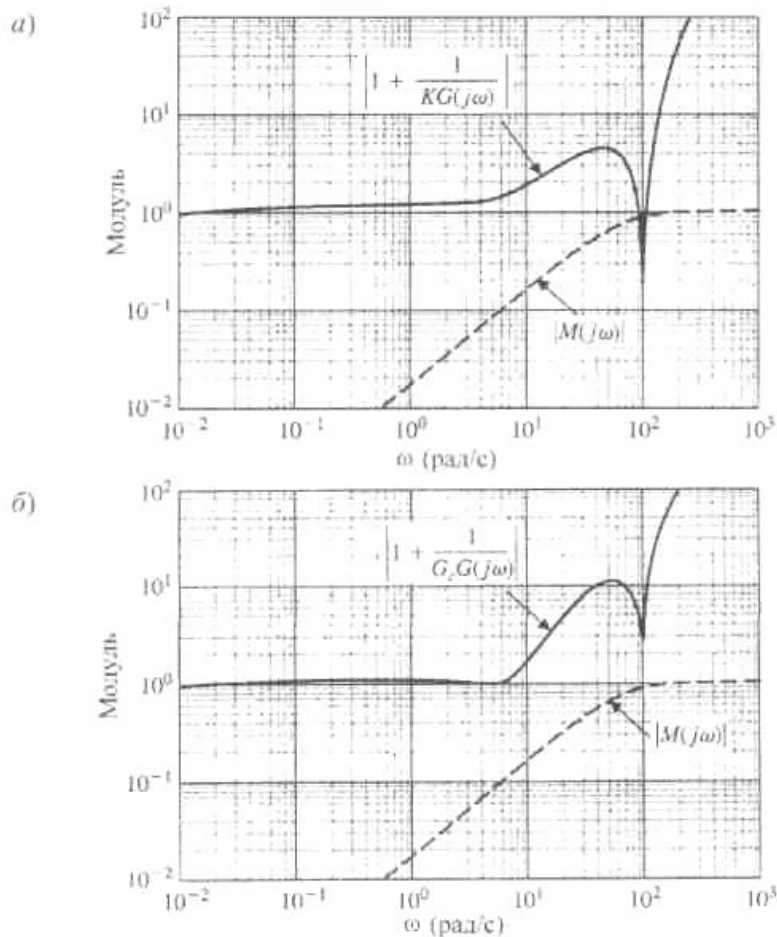 а)
10² 10¹ 10⁰ 10⁻¹ 10⁻²
Модуль
|1 + 1/KG(jω)|
|M(jω)|
10⁻² 10⁻¹ 10⁰ 10¹ 10² 10³
ω (рад/с)
б)
10² 10¹ 10⁰ 10⁻¹ 10⁻²
Модуль
|1 + 1/G_cG(jω)|
|M(jω)|
10⁻² 10⁻¹ 10⁰ 10¹ 10² 10³
ω (рад/с)